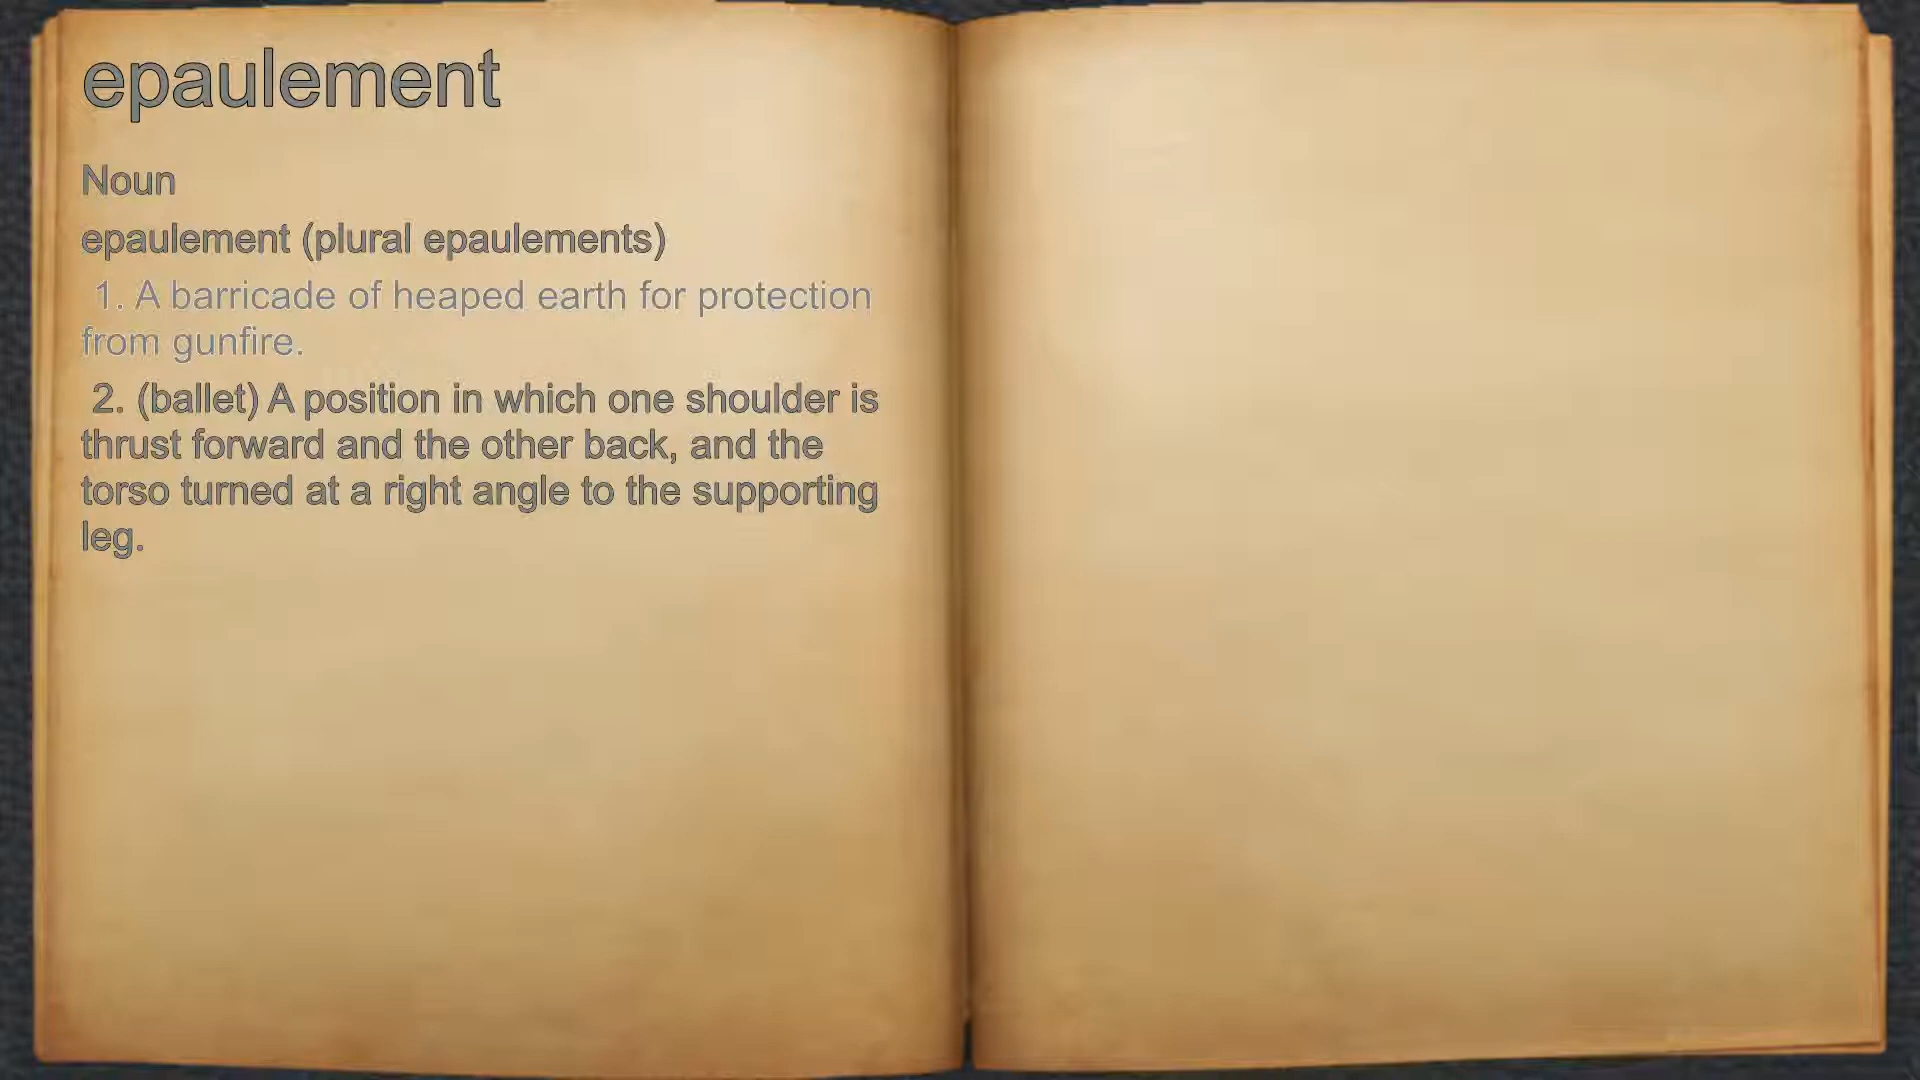 epaulement
Noun
epaulement (plural epaulements)
1. A barricade of heaped earth for protection
from gunfire.
2. (ballet) A position in which one shoulder is
thrust forward and the other back, and the
torso turned at a right angle to the supporting
leg.